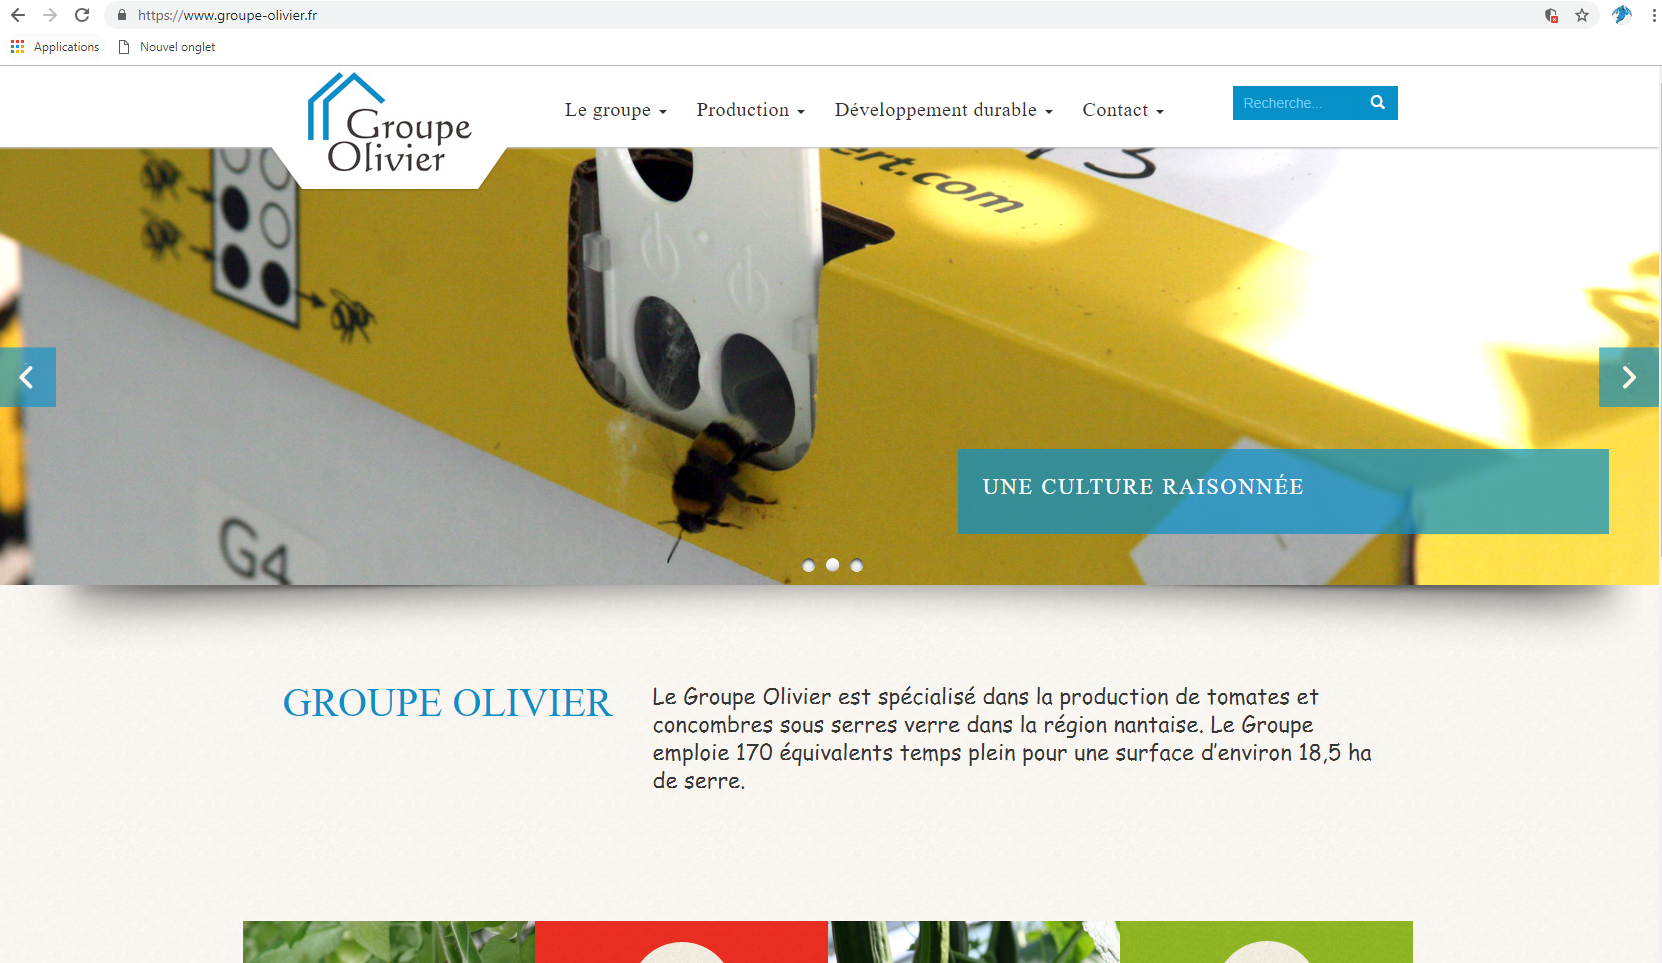 https://www.groupe-olivier.fr
Applications
Nouvel onglet
Groupe
Olivier
Le groupe
Production
Développement durable
Contact
Recherche...
ert.com
G4
UNE CULTURE RAISONNÉE
GROUPE OLIVIER
Le Groupe Olivier est spécialisé dans la production de tomates et
concombres sous serres verre dans la région nantaise. Le Groupe
emploie 170 équivalents temps plein pour une surface d'environ 18,5 ha
de serre.